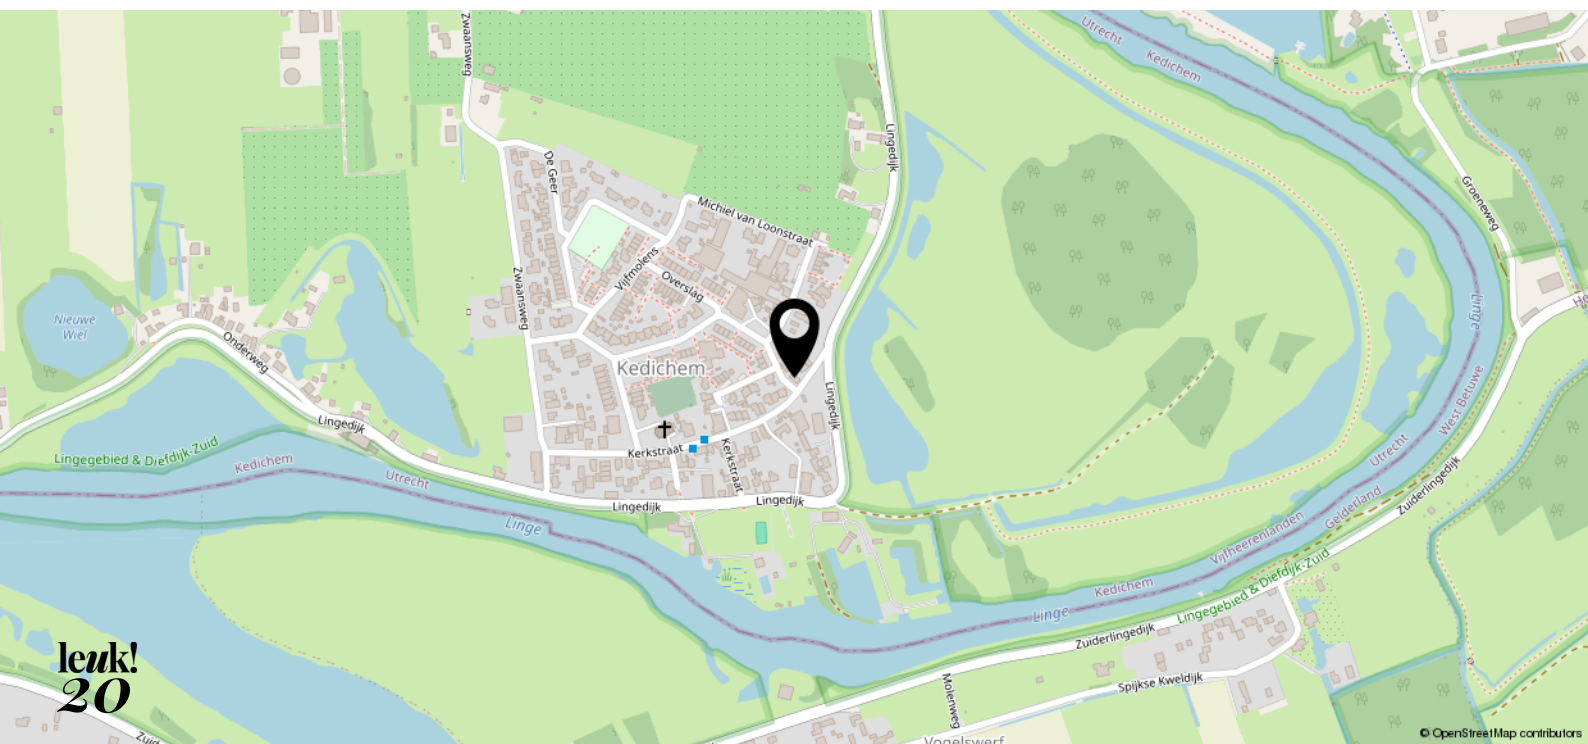 Zwaansweg
Utrecht
Kedichem
Lingedijk
De Geer
Groeneweg
Michiel van Loonstraat
Vijfmolens
Overslag
Zwaansweg
Nieuwe
Wiel
Linge
Onderweg
Kedichem
Lingedijk
West Betuwe
Lingedijk
Lingegebied & Diefdijk-Zuid
Kedichem
Utrecht
Kerkstraat
Kerkstraat
Utrecht
Zuiderlingedijk
Lingedijk
Lingedijk
Gelderland
Linge
Vijfheerenlanden
Kedichem
Lingegebied & Diefdijk-Zuid
Linge
Zuiderlingedijk
leuk!
20
Spijkse Kweldijk
Molenweg
Vogelswerf
© OpenStreetMap contributors